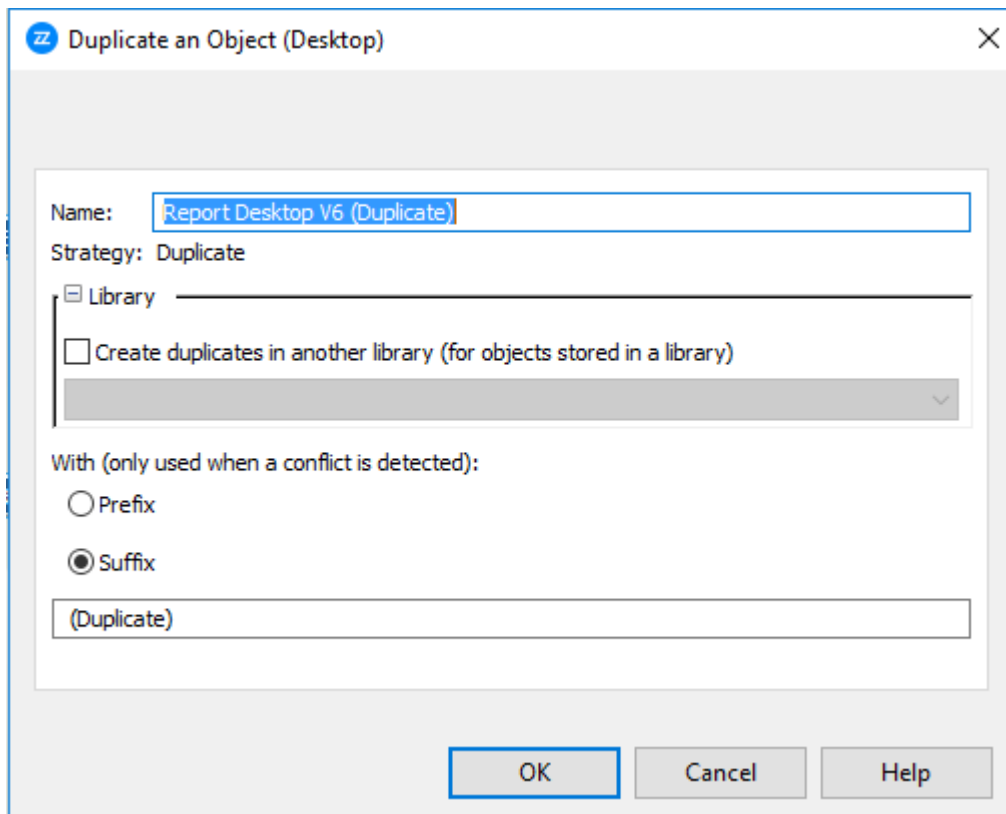 ZZ Duplicate an Object (Desktop)
Name: Report Desktop V6 (Duplicate)
Strategy: Duplicate
Library
Create duplicates in another library (for objects stored in a library)
With (only used when a conflict is detected):
Prefix
Suffix
(Duplicate)
OK Cancel Help